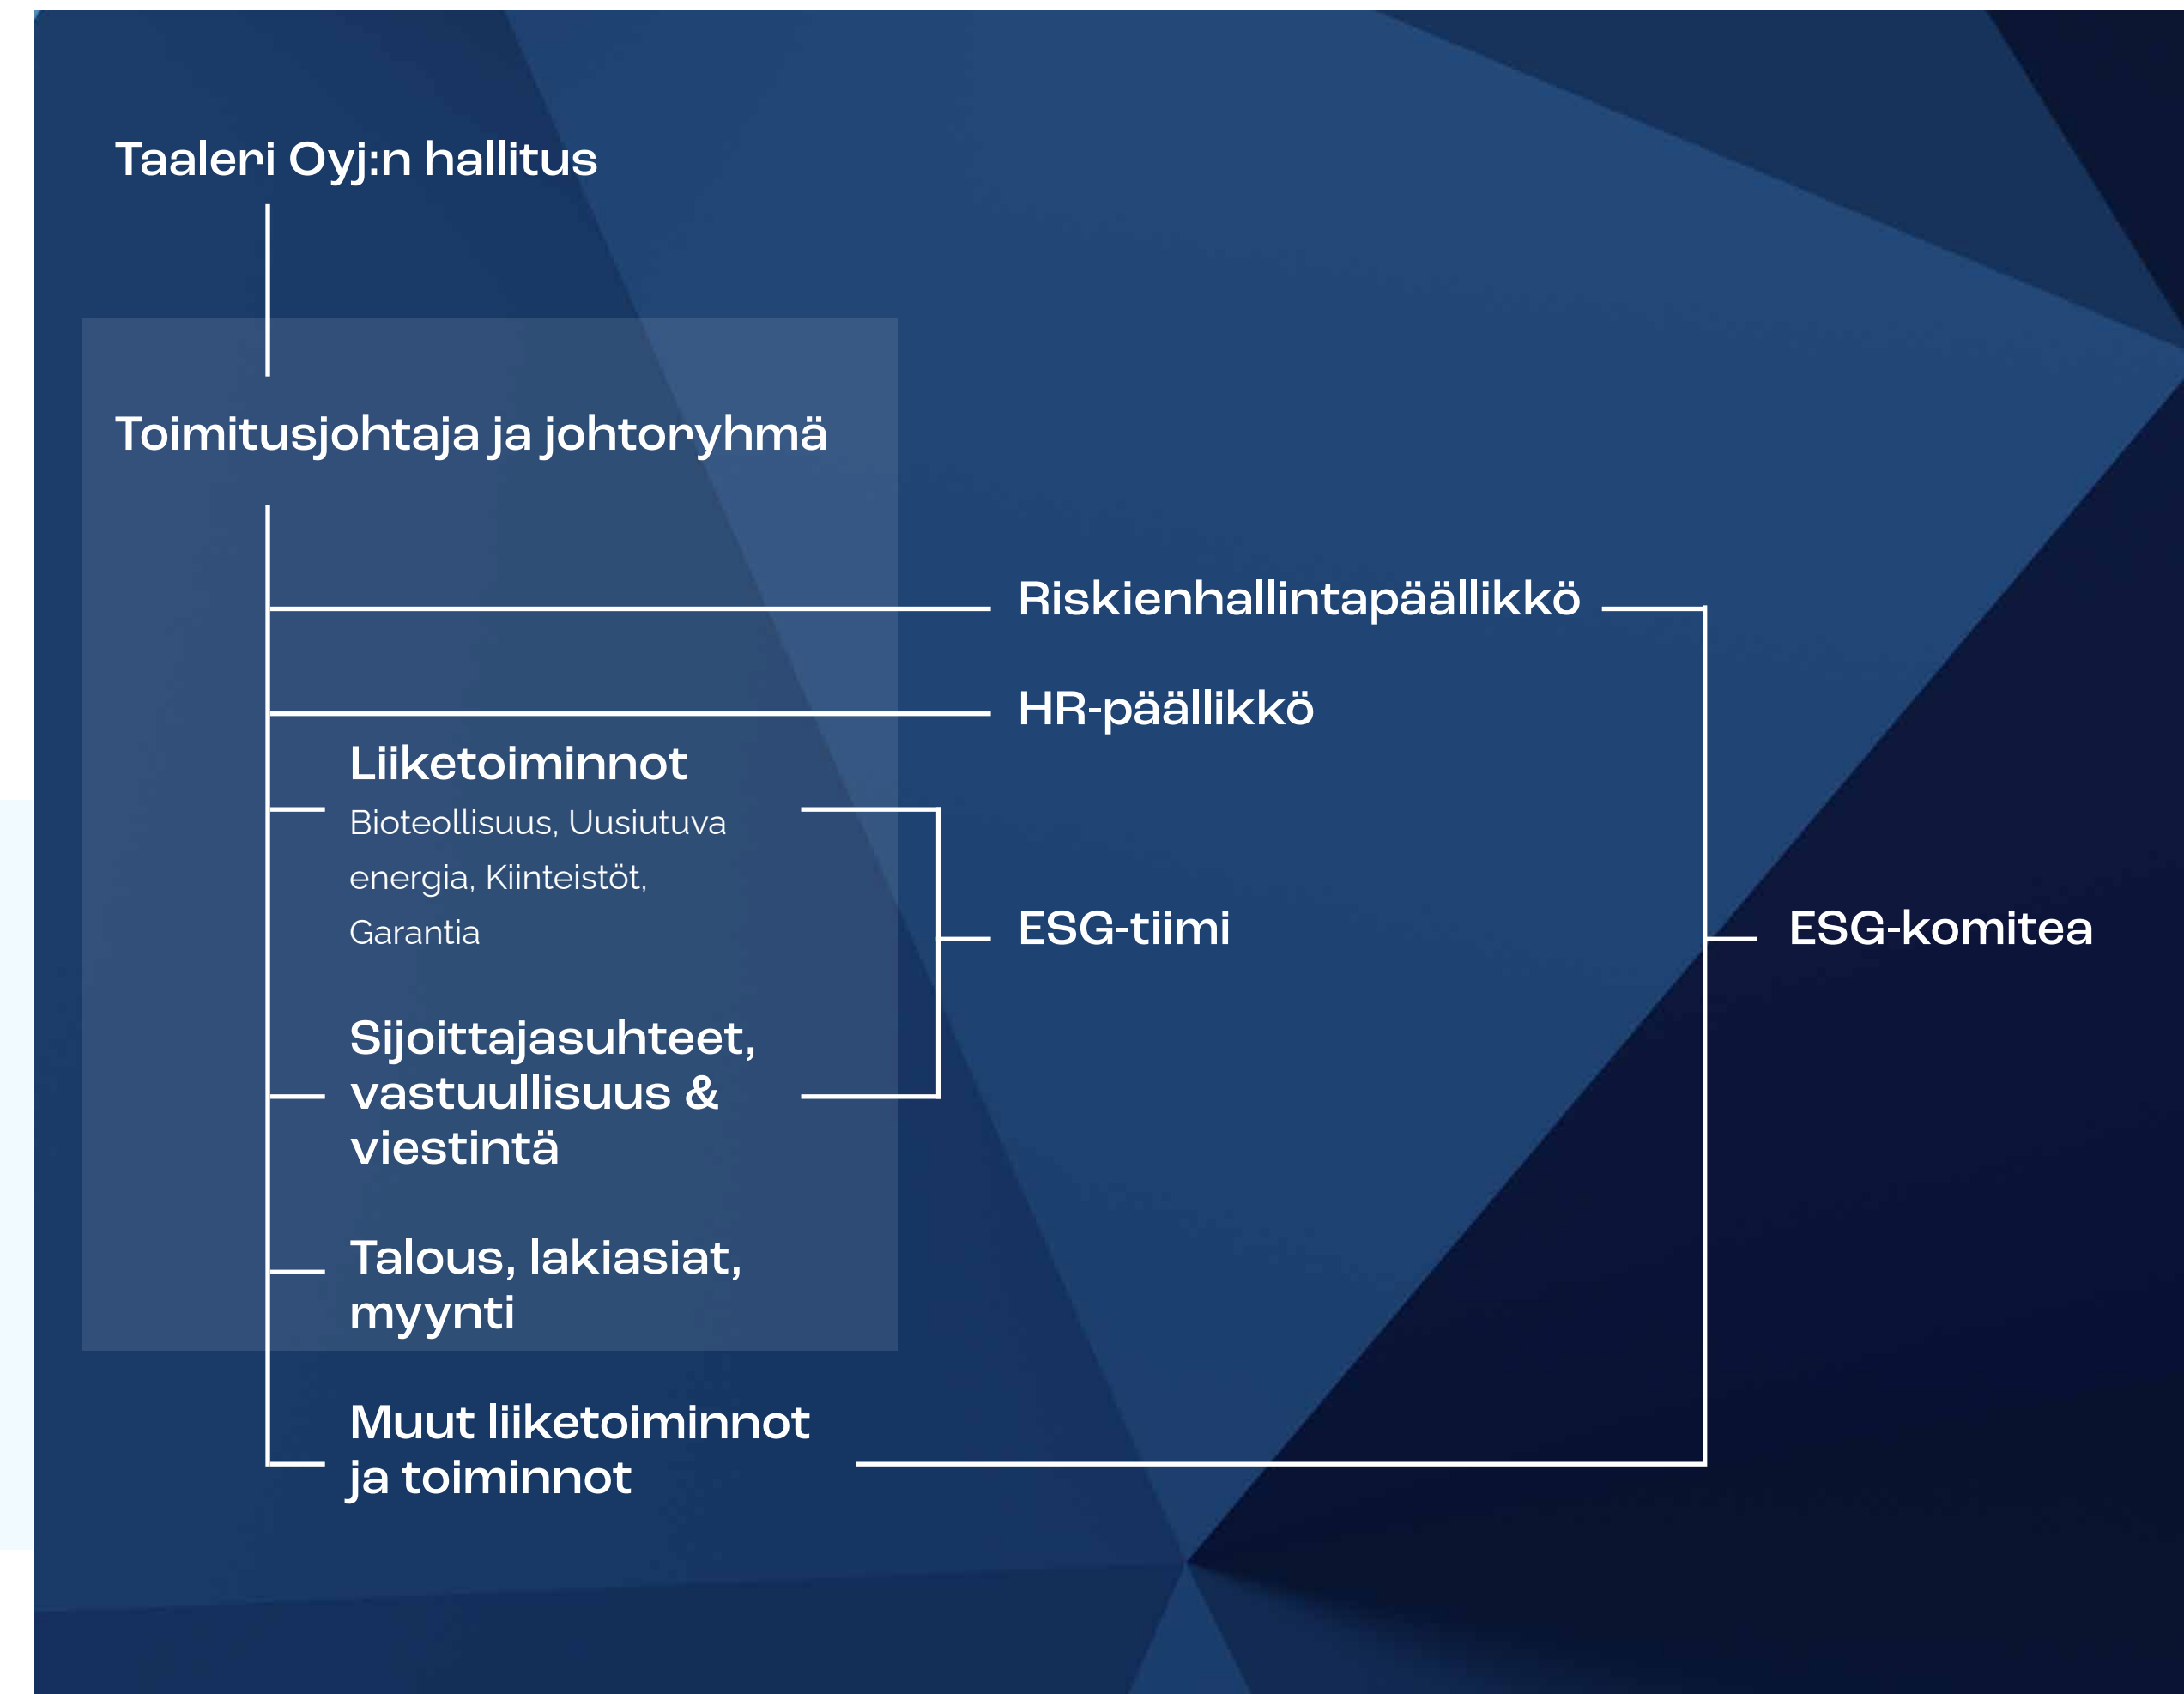 Taaleri Oyj:n hallitus
Toimitusjohtaja ja johtoryhmä
Riskienhallintapäällikkö
HR-päällikkö
Liiketoiminnot
Bioteollisuus, Uusiutuva
energia, Kiinteistöt,
Garantia
ESG-tiimi
ESG-komitea
Sijoittajasuhteet,
vastuullisuus &
viestintä
Talous, lakiasiat,
myynti
Muut liiketoiminnot
ja toiminnot